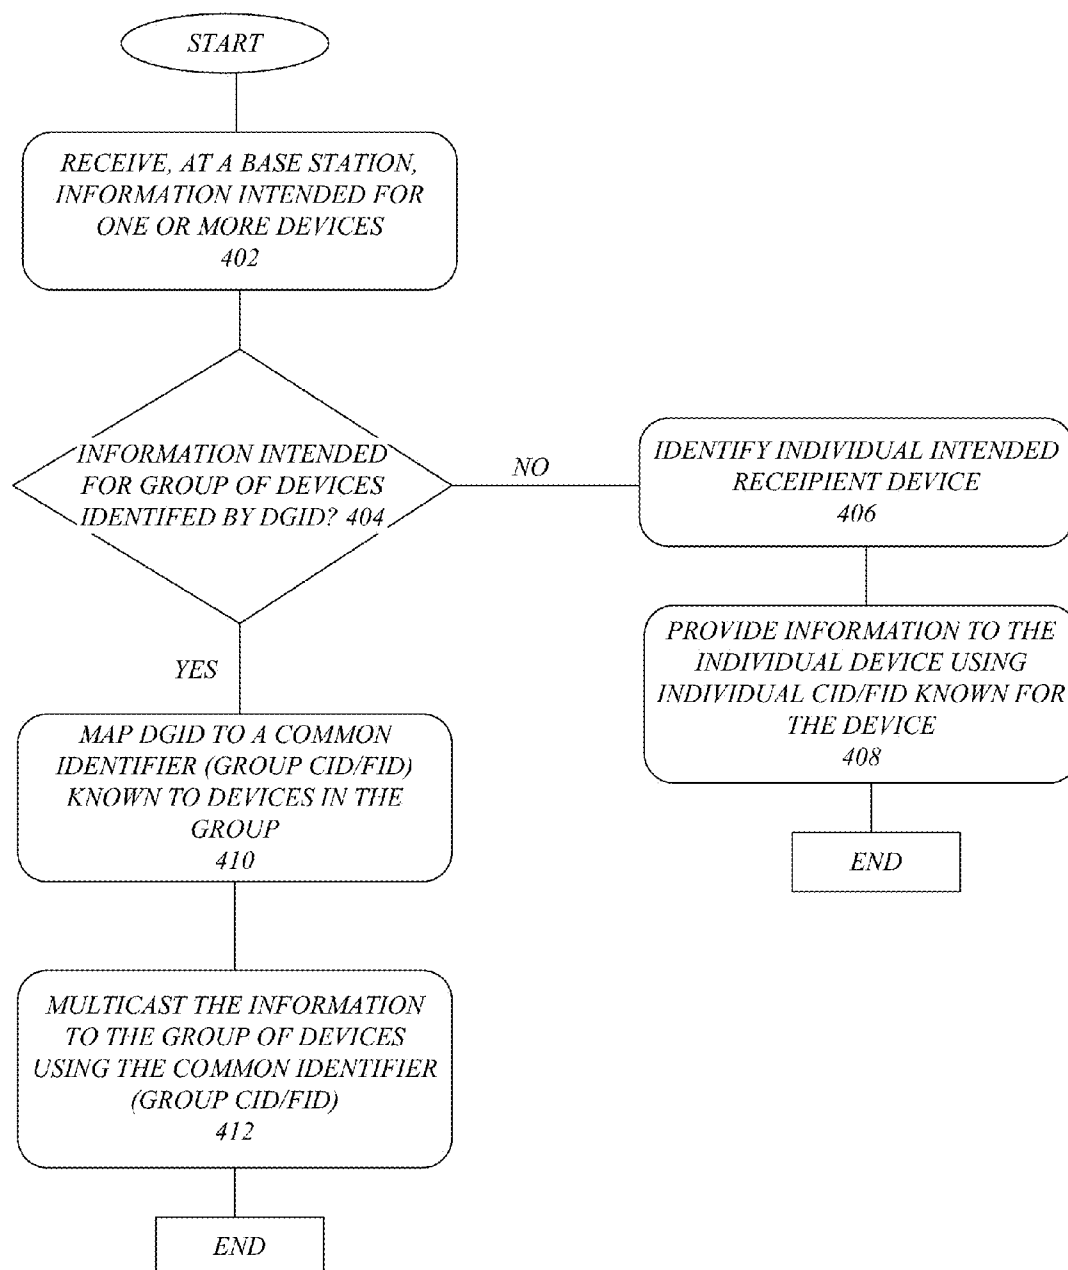 START
RECEIVE, AT A BASE STATION,
INFORMATION INTENDED FOR
ONE OR MORE DEVICES
402
INFORMATION INTENDED
FOR GROUP OF DEVICES
IDENTIFED BY DGID? 404
NO
IDENTIFY INDIVIDUAL INTENDED
RECEIPIENT DEVICE
406
PROVIDE INFORMATION TO THE
INDIVIDUAL DEVICE USING
INDIVIDUAL CID/FID KNOWN FOR
THE DEVICE
408
END
YES
MAP DGID TO A COMMON
IDENTIFIER (GROUP CID/FID)
KNOWN TO DEVICES IN THE
GROUP
410
MULTICAST THE INFORMATION
TO THE GROUP OF DEVICES
USING THE COMMON IDENTIFIER
(GROUP CID/FID)
412
END